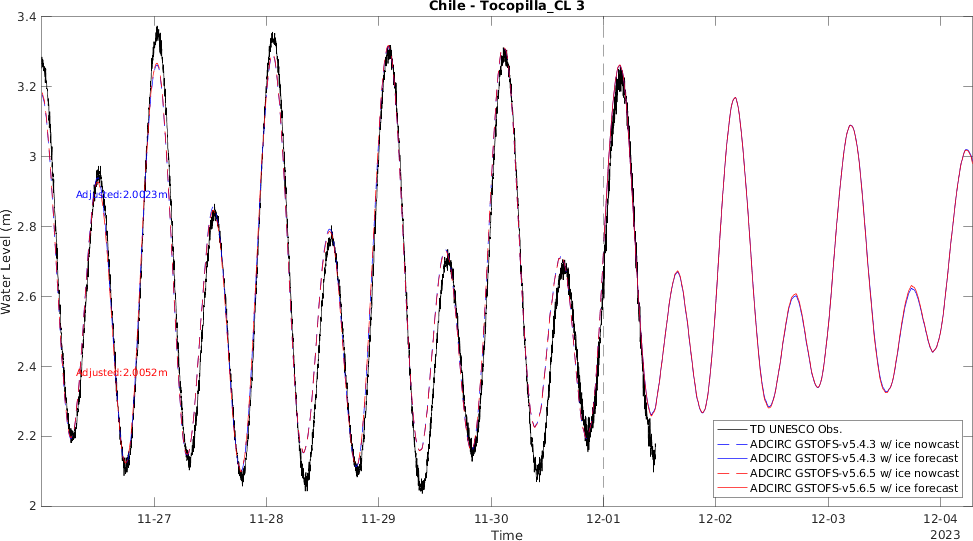 Chile - Tocopilla_CL 3
3.4
3.2
3
2.8
2.6
2.4
2.2
2
Water Level (m)
Adjusted:2.0023m
Adjusted:2.0052m
TD UNESCO Obs.
ADCIRC GSTOFS-v5.4.3 w/ ice nowcast
ADCIRC GSTOFS-v5.4.3 w/ ice forecast
ADCIRC GSTOFS-v5.6.5 w/ ice nowcast
ADCIRC GSTOFS-v5.6.5 w/ ice forecast
11-27 11-28 11-29 11-30 12-01 12-02 12-03 12-04
Time
2023